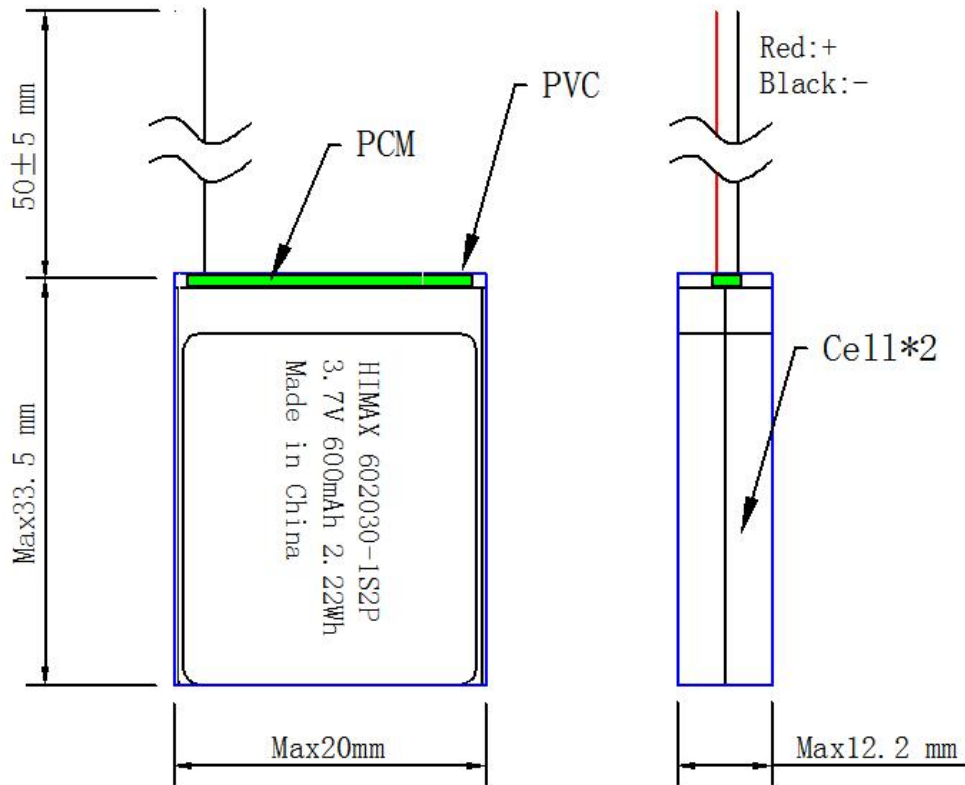 50±5 mm
Red:+
Black:-
PVC
PCM
Cell*2
HIMAX 602030-1S2P
3.7V 600mAh 2.22Wh
Made in China
Max33.5 mm
Max20mm
Max12.2 mm